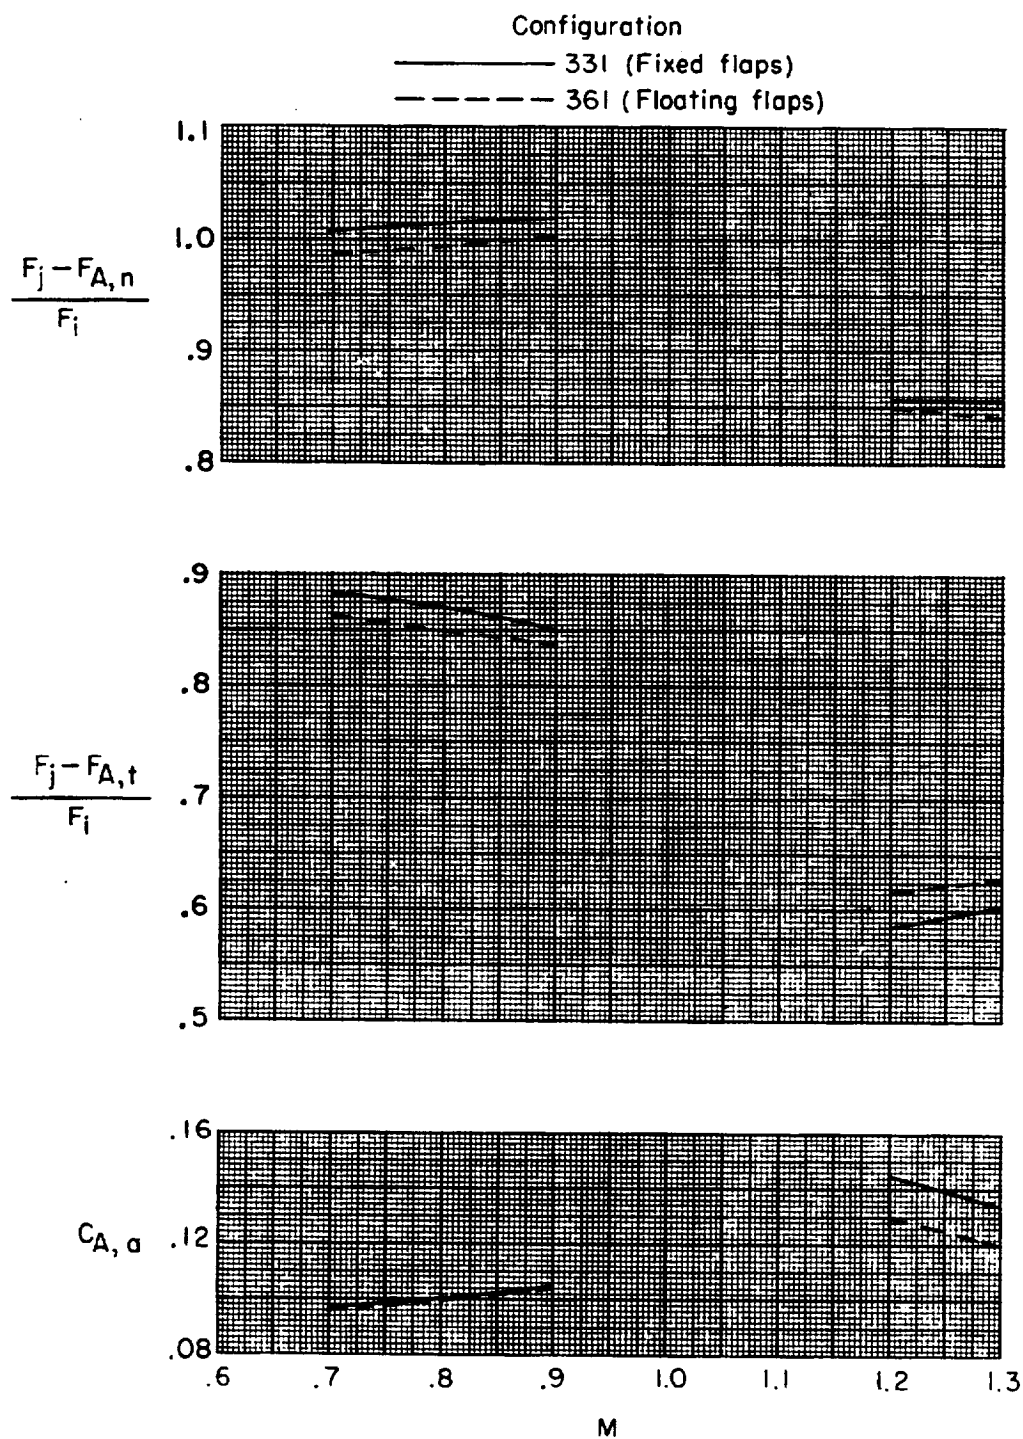 Configuration
331 (Fixed flaps)
361 (Floating flaps)
1.1
1.0
.9
.8
Fj – FA,n
Fi
.9
.8
.7
.6
.5
Fj – FA,t
Fi
.16
.12
.08
CA, a
.6 .7 .8 .9 1.0 1.1 1.2 1.3
M